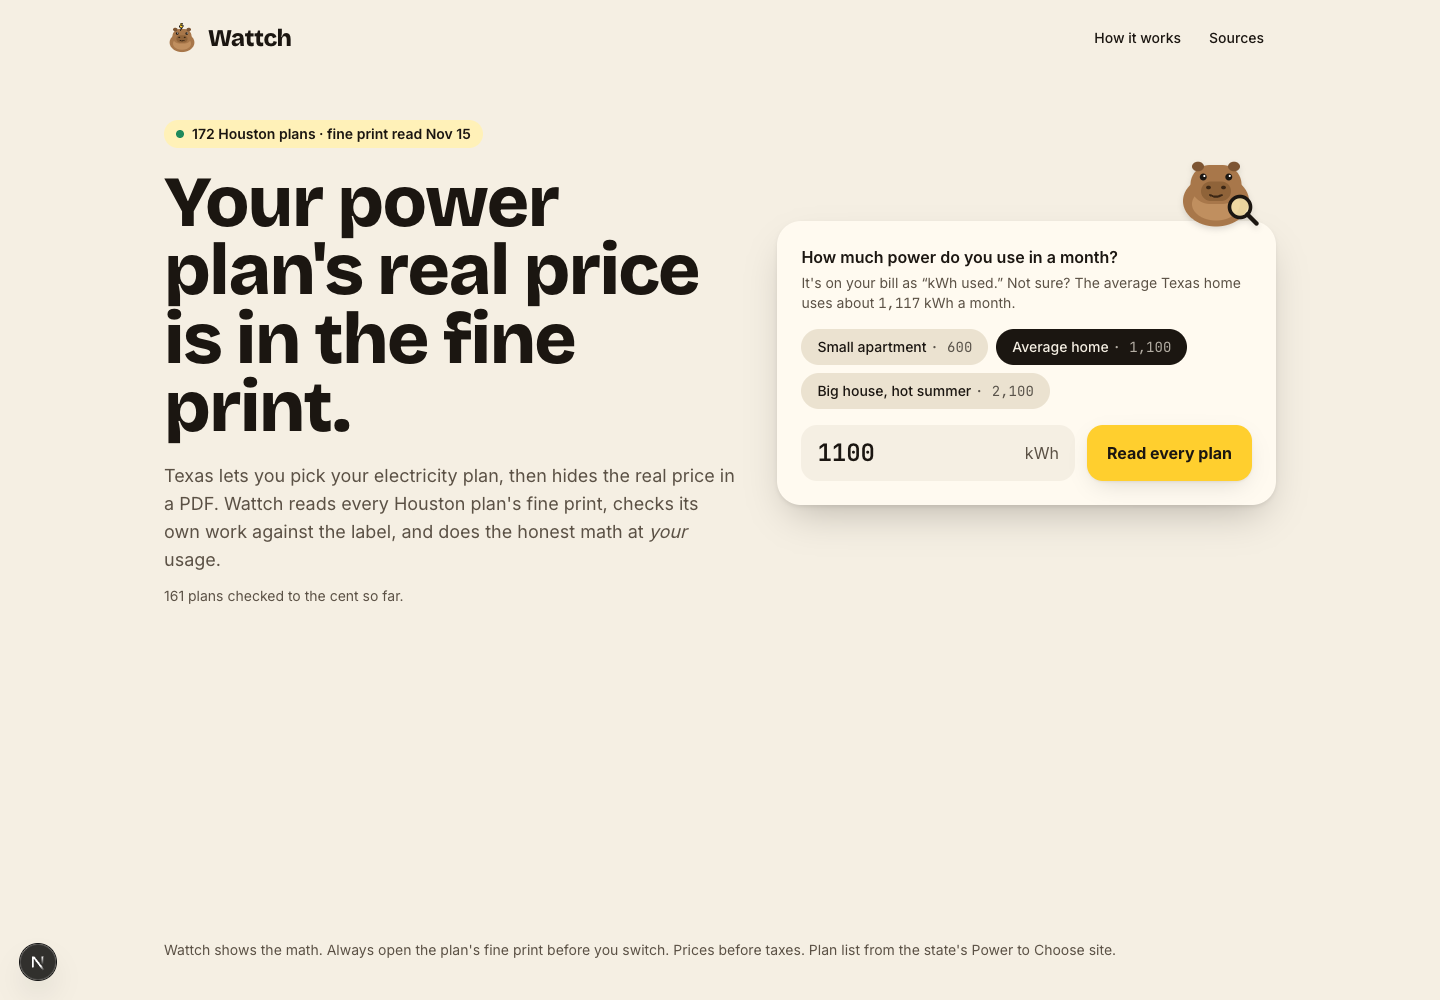 Wattch
How it works
Sources
172 Houston plans · fine print read Nov 15
Your power
plan's real price
is in the fine
print.
Texas lets you pick your electricity plan, then hides the real price in
a PDF. Wattch reads every Houston plan's fine print, checks its
own work against the label, and does the honest math at your
usage.
161 plans checked to the cent so far.
How much power do you use in a month?
It's on your bill as “kWh used.” Not sure? The average Texas home
uses about 1,117 kWh a month.
Small apartment · 600
Average home · 1,100
Big house, hot summer · 2,100
1100 kWh
Read every plan
Wattch shows the math. Always open the plan's fine print before you switch. Prices before taxes. Plan list from the state's Power to Choose site.
N